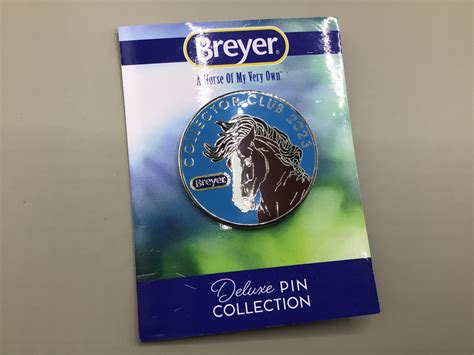 Breyer®
A Horse Of My Very Own™
COLLECTOR CLUB 2023
Breyer
Deluxe PIN
COLLECTION